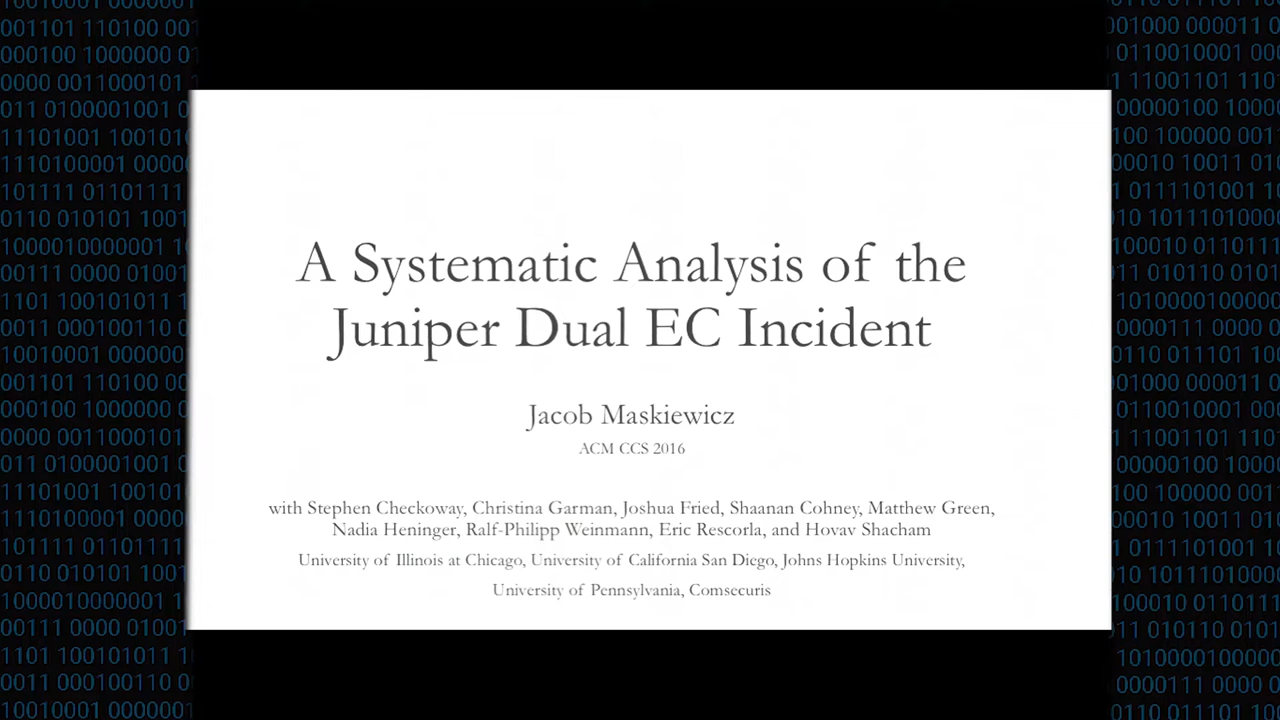 A Systematic Analysis of the
Juniper Dual EC Incident
Jacob Maskiewicz
ACM CCS 2016
with Stephen Checkoway, Christina Garman, Joshua Fried, Shaanan Cohney, Matthew Green,
Nadia Heninger, Ralf-Philipp Weinmann, Eric Rescorla, and Hovav Shacham
University of Illinois at Chicago, University of California San Diego, Johns Hopkins University,
University of Pennsylvania, Comsecuris